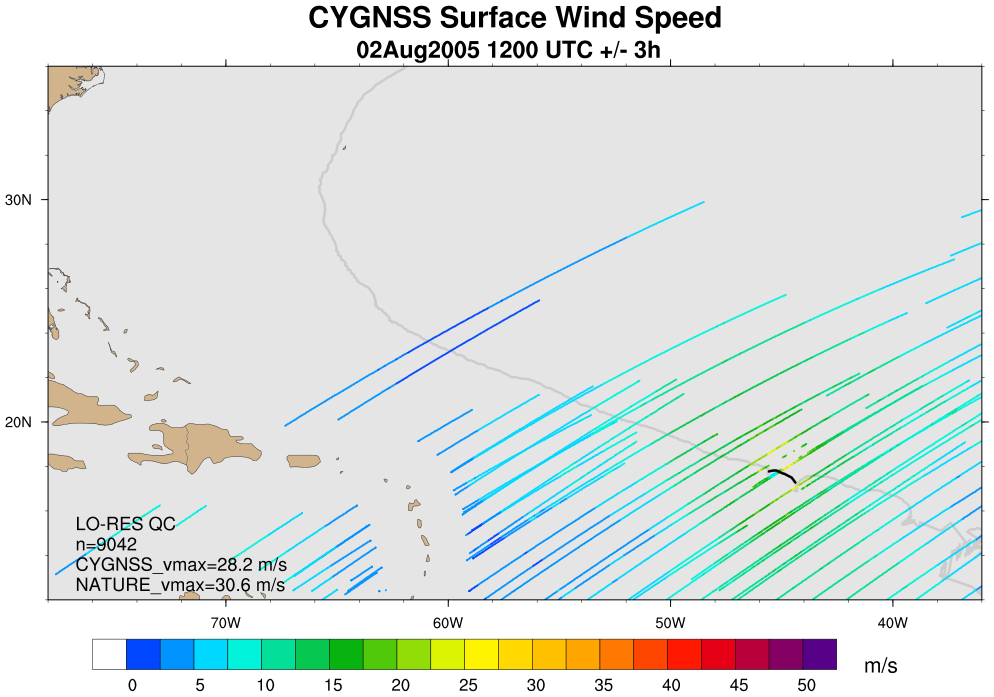 CYGNSS Surface Wind Speed
02Aug2005 1200 UTC +/- 3h
30N
20N
LO-RES QC
n=9042
CYGNSS_vmax=28.2 m/s
NATURE_vmax=30.6 m/s
70W 60W 50W 40W
0 5 10 15 20 25 30 35 40 45 50 m/s